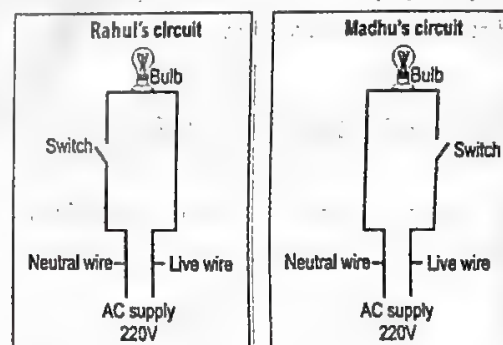 Rahul's circuit
Bulb
Switch
Neutral wire
Live wire
AC supply
220V
Madhu's circuit
Bulb
Switch
Neutral wire
Live wire
AC supply
220V